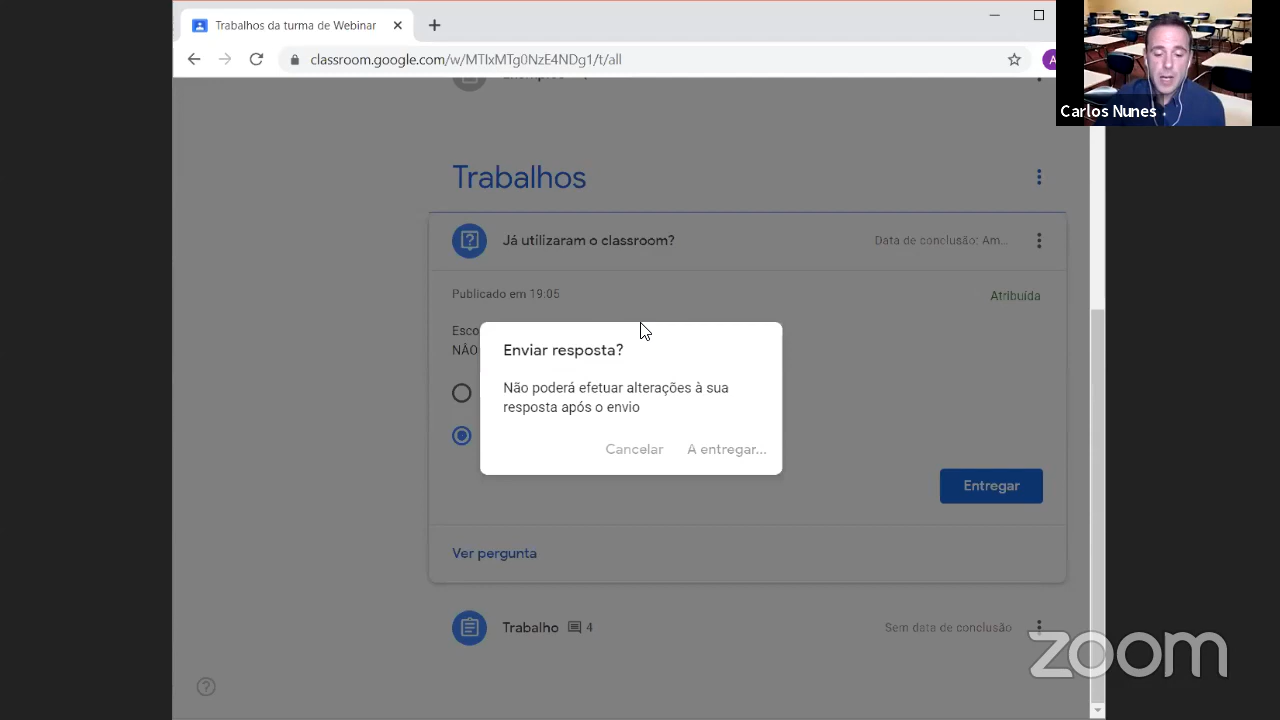 Trabalhos da turma de Webinar
classroom.google.com/w/MTIxMTg0NzE4NDg1/t/all
Carlos Nunes
Trabalhos
Já utilizaram o classroom?
Data de conclusão: Am...
Publicado em 19:05
Atribuída
Esco
NÃO
Enviar resposta?
Não poderá efetuar alterações à sua
resposta após o envio
Cancelar
A entregar...
Entregar
Ver pergunta
Trabalho
4
Sem data de conclusão
zoom